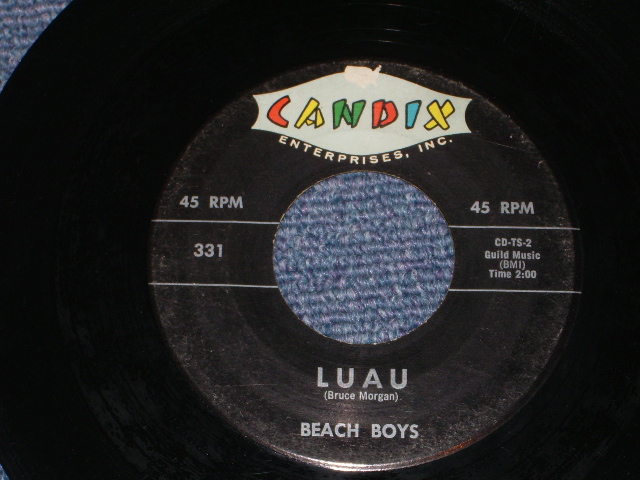 CANDIX
ENTERPRISES, INC.
45 RPM
45 RPM
331
CD-TS-2
Guild Music
(BMI)
Time 2:00
LUAU
(Bruce Morgan)
BEACH BOYS